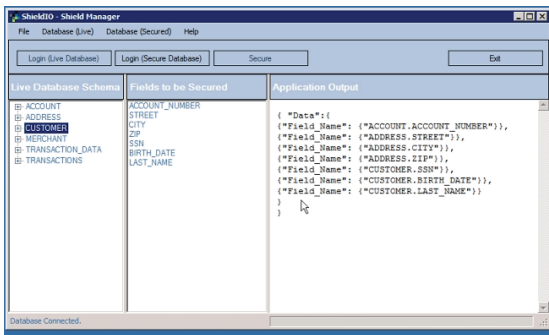 ShieldIO - Shield Manager
File Database (Live) Database (Secured) Help
Login (Live Database) Login (Secure Database) Secure Exit
Live Database Schema
ACCOUNT
ADDRESS
CUSTOMER
MERCHANT
TRANSACTION_DATA
TRANSACTIONS
Fields to be Secured
ACCOUNT_NUMBER
STREET
CITY
ZIP
SSN
BIRTH_DATE
LAST_NAME
Application Output
{ "Data":{
{"Field_Name": {"ACCOUNT.ACCOUNT_NUMBER"}},
{"Field_Name": {"ADDRESS.STREET"}},
{"Field_Name": {"ADDRESS.CITY"}},
{"Field_Name": {"ADDRESS.ZIP"}},
{"Field_Name": {"CUSTOMER.SSN"}},
{"Field_Name": {"CUSTOMER.BIRTH_DATE"}},
{"Field_Name": {"CUSTOMER.LAST_NAME"}}
}
}
Database Connected.